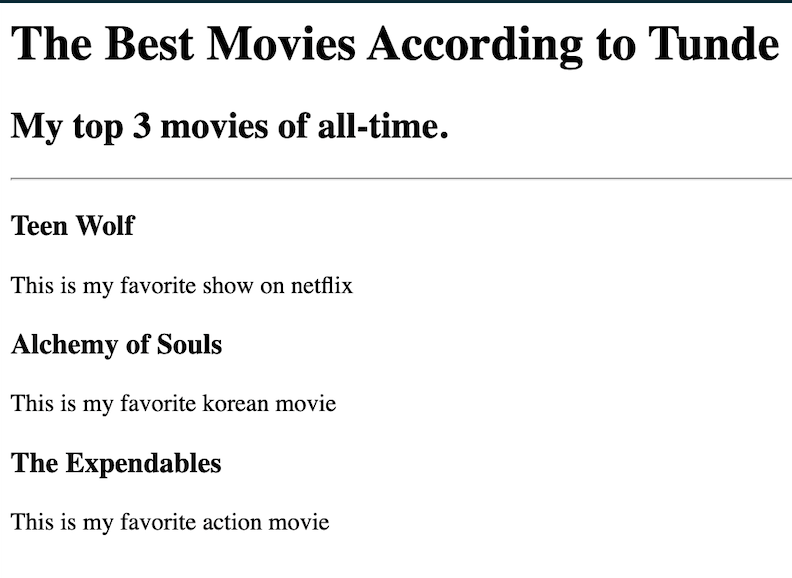 The Best Movies According to Tunde
My top 3 movies of all-time.
Teen Wolf
This is my favorite show on netflix
Alchemy of Souls
This is my favorite korean movie
The Expendables
This is my favorite action movie